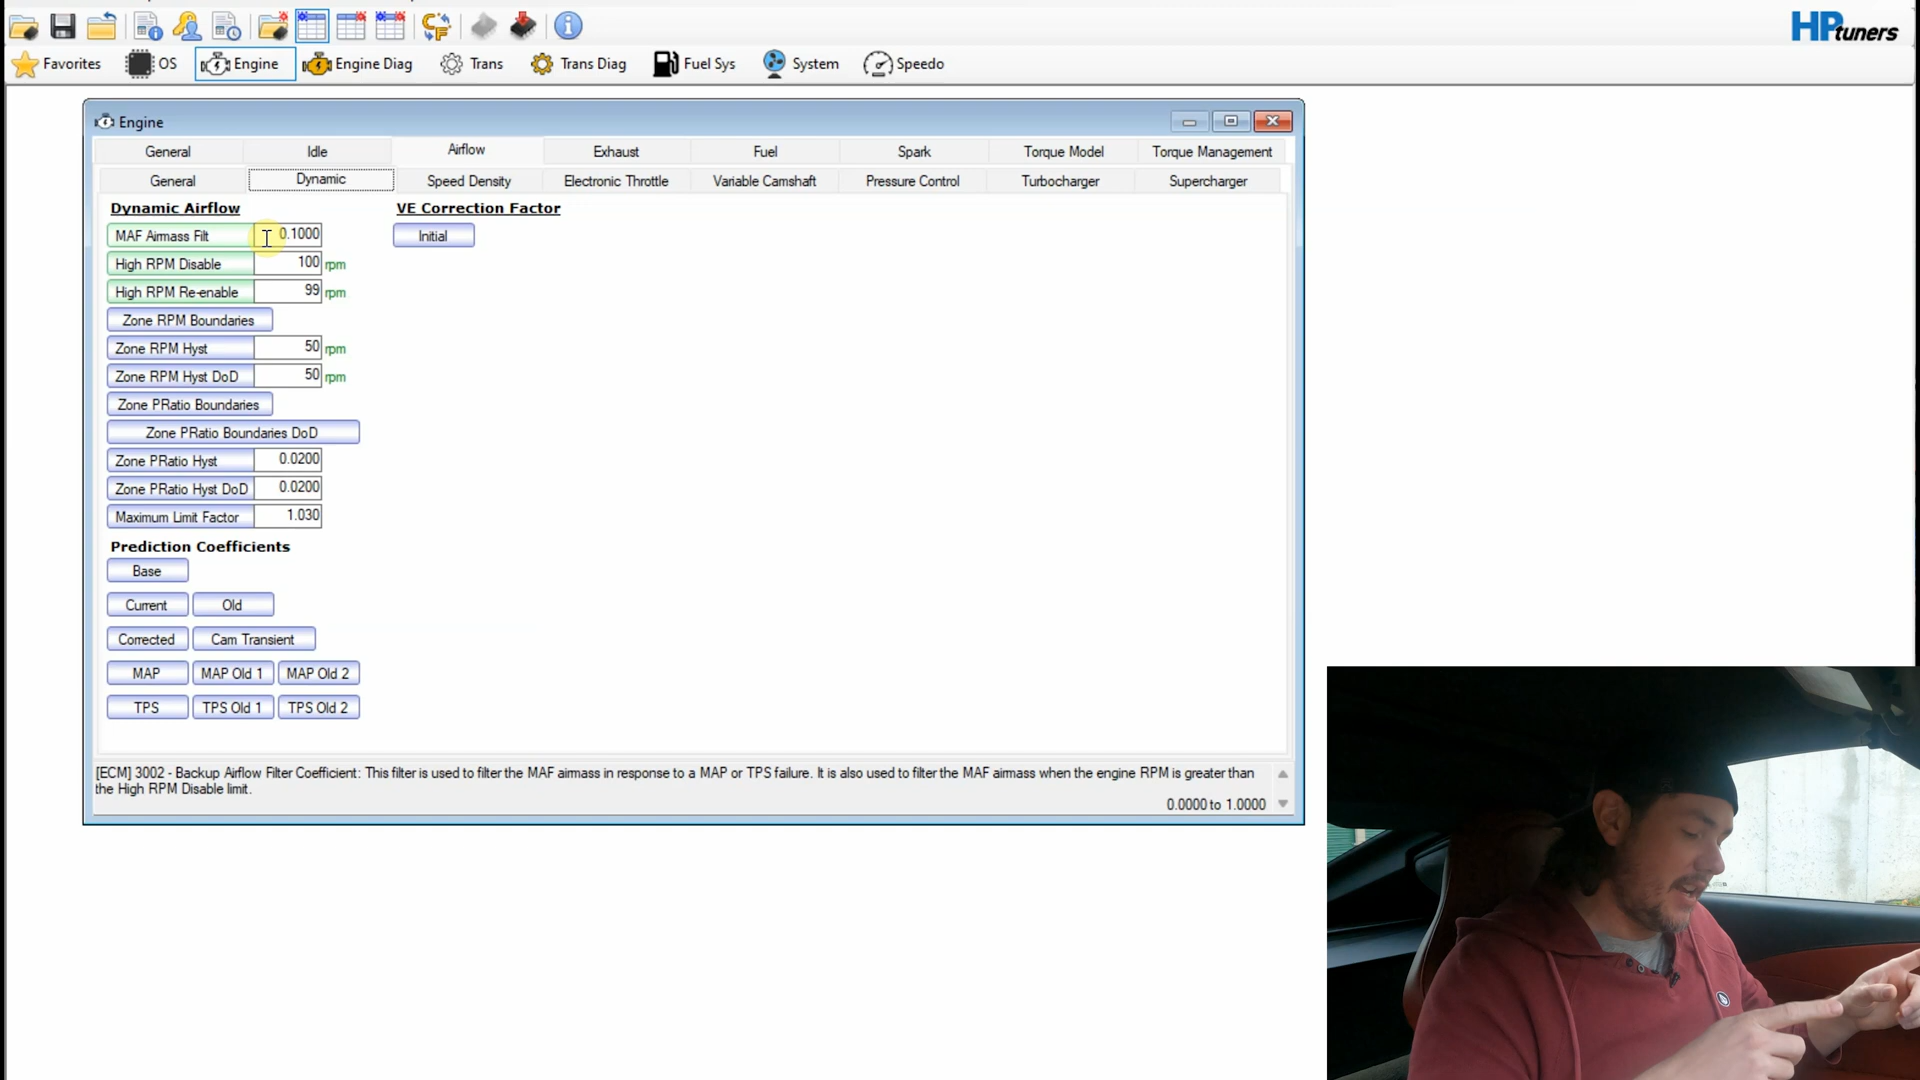 HPtuners
Favorites OS Engine Engine Diag Trans Trans Diag Fuel Sys System Speedo
Engine
General Idle Airflow Exhaust Fuel Spark Torque Model Torque Management
General Dynamic Speed Density Electronic Throttle Variable Camshaft Pressure Control Turbocharger Supercharger
Dynamic Airflow VE Correction Factor
MAF Airmass Filt 0.1000 Initial
High RPM Disable 100 rpm
High RPM Re-enable 99 rpm
Zone RPM Boundaries
Zone RPM Hyst 50 rpm
Zone RPM Hyst DoD 50 rpm
Zone PRatio Boundaries
Zone PRatio Boundaries DoD
Zone PRatio Hyst 0.0200
Zone PRatio Hyst DoD 0.0200
Maximum Limit Factor 1.030
Prediction Coefficients
Base
Current Old
Corrected Cam Transient
MAP MAP Old 1 MAP Old 2
TPS TPS Old 1 TPS Old 2
[ECM] 3002 - Backup Airflow Filter Coefficient: This filter is used to filter the MAF airmass in response to a MAP or TPS failure. It is also used to filter the MAF airmass when the engine RPM is greater than
the High RPM Disable limit.
0.0000 to 1.0000